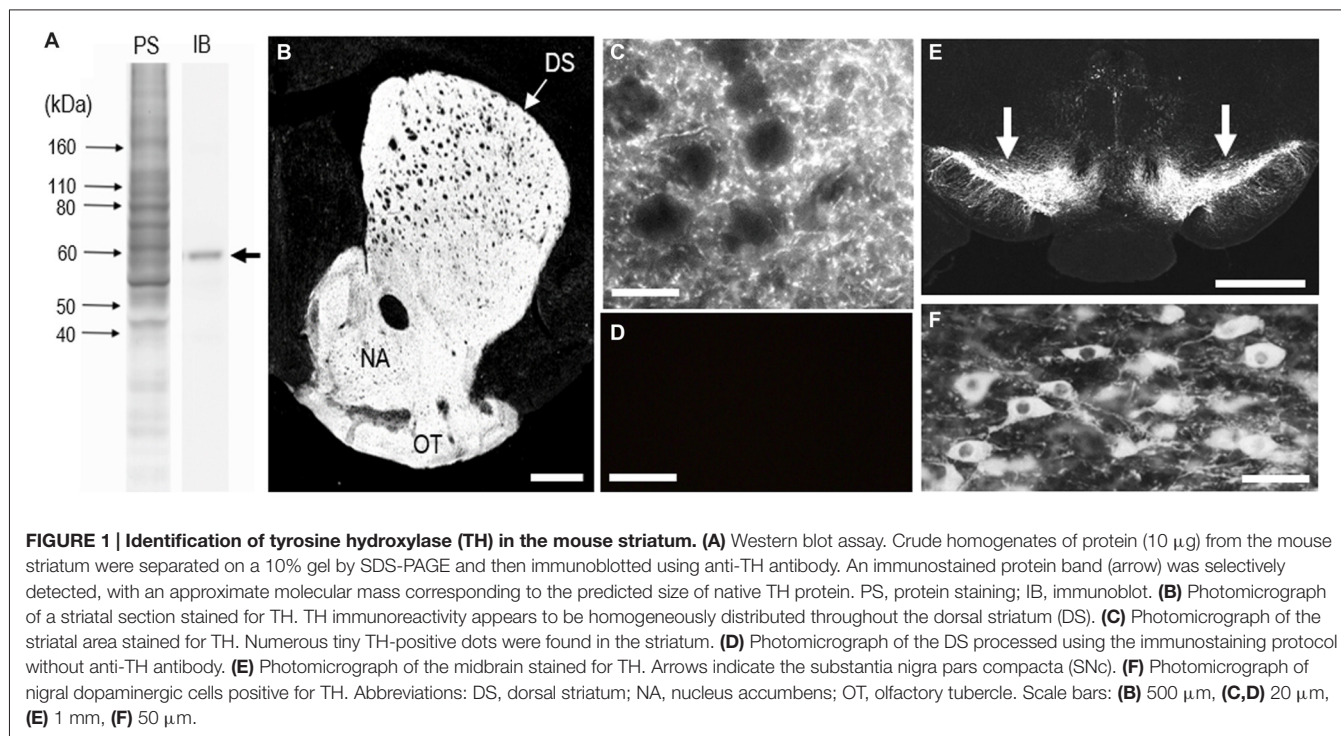 A
PS
IB
(kDa)
160
110
80
60
50
40
B
DS
NA
OT
C
D
E
F
FIGURE 1 | Identification of tyrosine hydroxylase (TH) in the mouse striatum. (A) Western blot assay. Crude homogenates of protein (10 μg) from the mouse
striatum were separated on a 10% gel by SDS-PAGE and then immunoblotted using anti-TH antibody. An immunostained protein band (arrow) was selectively
detected, with an approximate molecular mass corresponding to the predicted size of native TH protein. PS, protein staining; IB, immunoblot. (B) Photomicrograph
of a striatal section stained for TH. TH immunoreactivity appears to be homogeneously distributed throughout the dorsal striatum (DS). (C) Photomicrograph of the
striatal area stained for TH. Numerous tiny TH-positive dots were found in the striatum. (D) Photomicrograph of the DS processed using the immunostaining protocol
without anti-TH antibody. (E) Photomicrograph of the midbrain stained for TH. Arrows indicate the substantia nigra pars compacta (SNc). (F) Photomicrograph of
nigral dopaminergic cells positive for TH. Abbreviations: DS, dorsal striatum; NA, nucleus accumbens; OT, olfactory tubercle. Scale bars: (B) 500 μm, (C,D) 20 μm,
(E) 1 mm, (F) 50 μm.